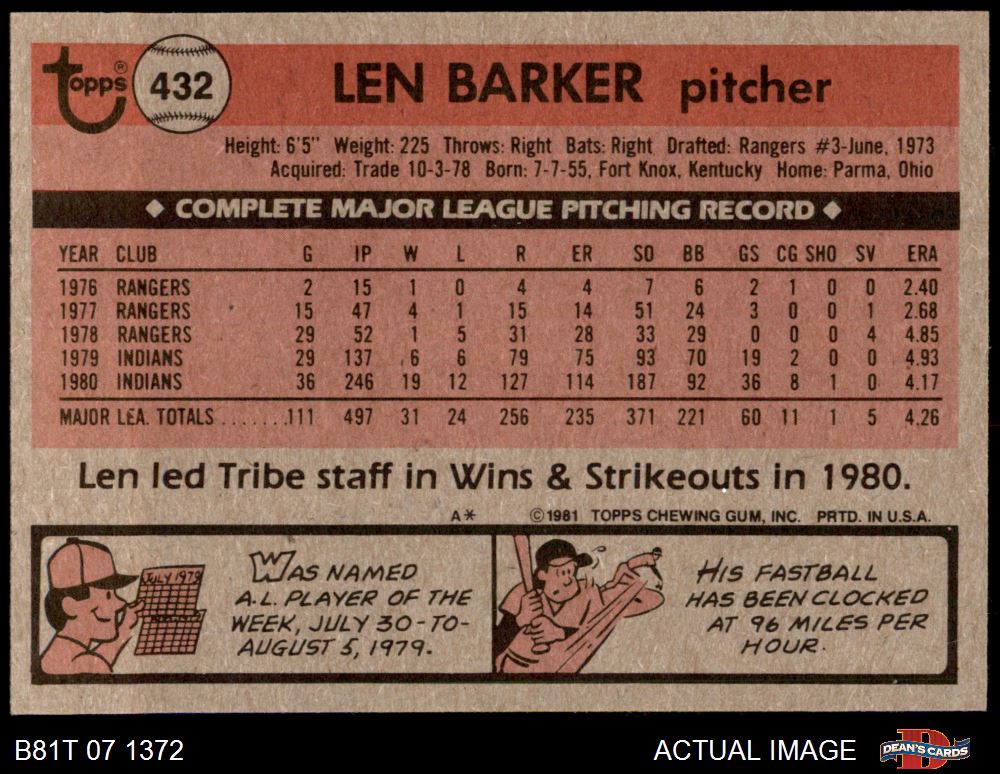 topps® 432 LEN BARKER pitcher
Height: 6'5" Weight: 225 Throws: Right Bats: Right Drafted: Rangers #3-June, 1973
Acquired: Trade 10-3-78 Born: 7-7-55, Fort Knox, Kentucky Home: Parma, Ohio
◆ COMPLETE MAJOR LEAGUE PITCHING RECORD ◆
YEAR CLUB G IP W L R ER SO BB GS CG SHO SV ERA
1976 RANGERS 2 15 1 0 4 4 7 6 2 1 0 0 2.40
1977 RANGERS 15 47 4 1 15 14 51 24 3 0 0 1 2.68
1978 RANGERS 29 52 1 5 31 28 33 29 0 0 0 4 4.85
1979 INDIANS 29 137 6 6 79 75 93 70 19 2 0 0 4.93
1980 INDIANS 36 246 19 12 127 114 187 92 36 8 1 0 4.17
MAJOR LEA. TOTALS .......111 497 31 24 256 235 371 221 60 11 1 5 4.26
Len led Tribe staff in Wins & Strikeouts in 1980.
A* ©1981 TOPPS CHEWING GUM, INC. PRTD. IN U.S.A.
JULY 1979
WAS NAMED
A.L. PLAYER OF THE
WEEK, JULY 30-TO-
AUGUST 5, 1979.
HIS FASTBALL
HAS BEEN CLOCKED
AT 96 MILES PER
HOUR.
B81T 07 1372 ACTUAL IMAGE DEAN'S CARDS